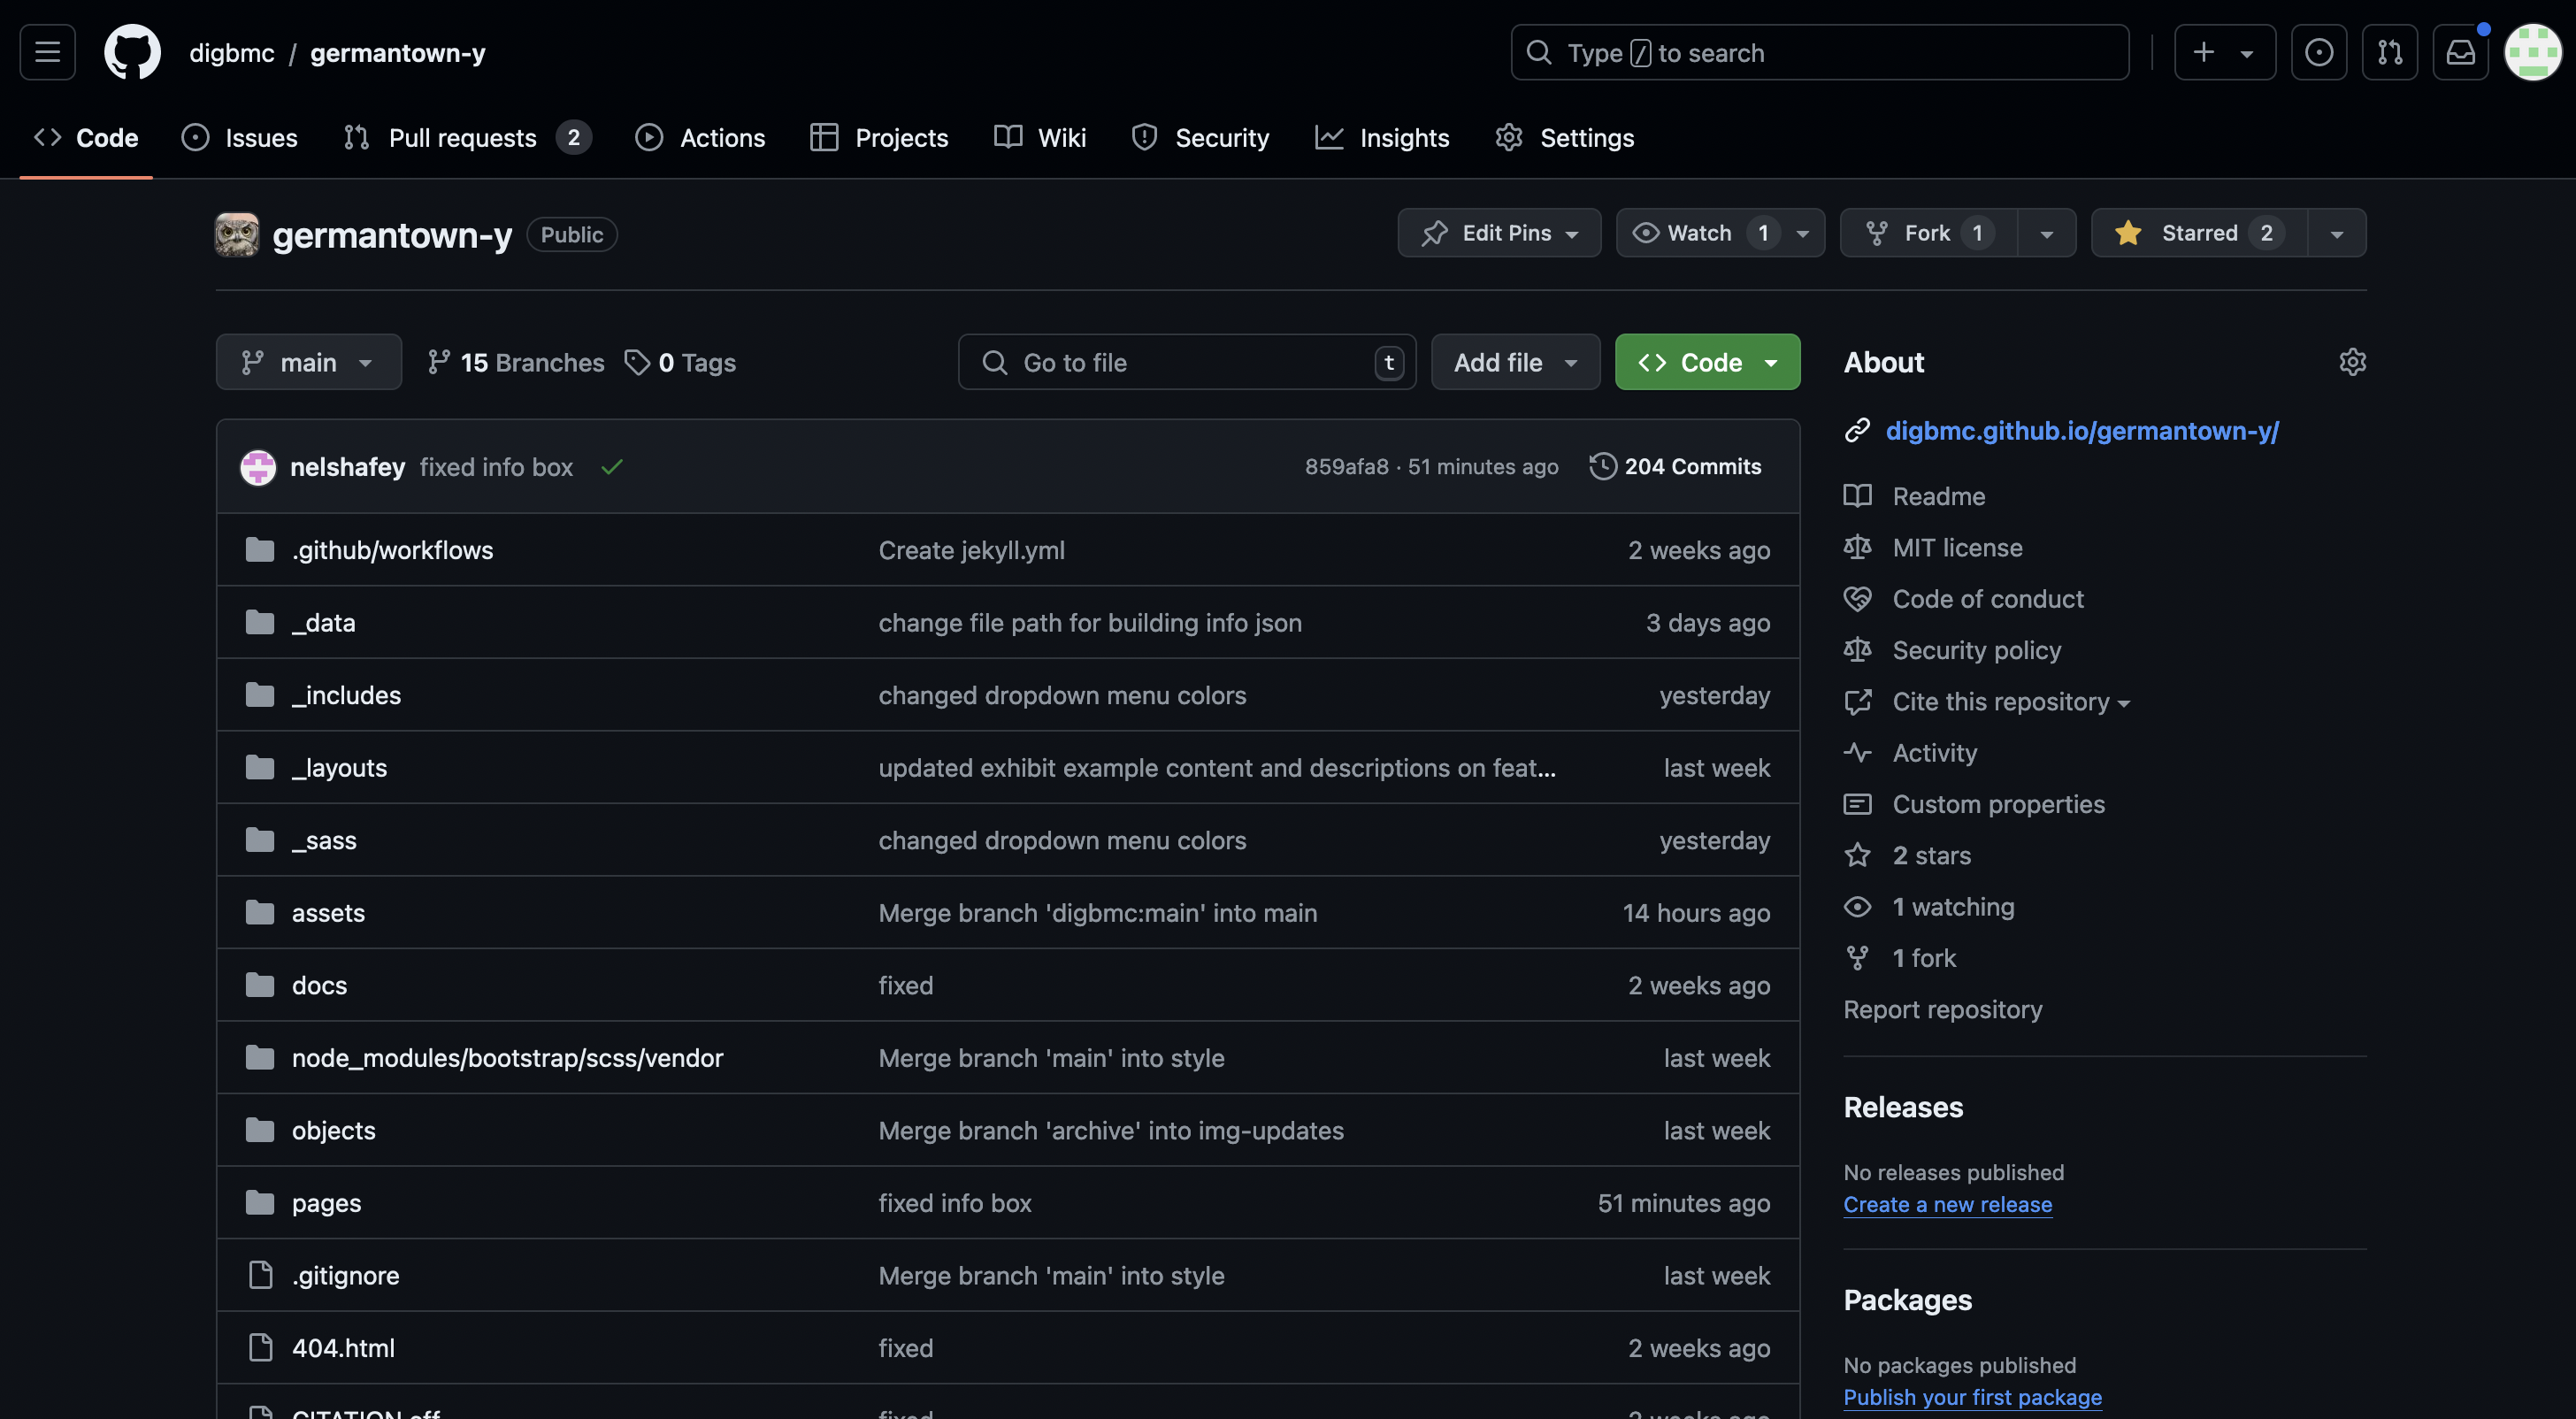 digbmc / germantown-y
Type / to search
Code Issues Pull requests 2 Actions Projects Wiki Security Insights Settings
germantown-y Public
Edit Pins Watch 1 Fork 1 Starred 2
main 15 Branches 0 Tags
Go to file t Add file Code
nelshafey fixed info box 859afa8 · 51 minutes ago 204 Commits
.github/workflows Create jekyll.yml 2 weeks ago
_data change file path for building info json 3 days ago
_includes changed dropdown menu colors yesterday
_layouts updated exhibit example content and descriptions on feat... last week
_sass changed dropdown menu colors yesterday
assets Merge branch 'digbmc:main' into main 14 hours ago
docs fixed 2 weeks ago
node_modules/bootstrap/scss/vendor Merge branch 'main' into style last week
objects Merge branch 'archive' into img-updates last week
pages fixed info box 51 minutes ago
.gitignore Merge branch 'main' into style last week
404.html fixed 2 weeks ago
About
digbmc.github.io/germantown-y/
Readme
MIT license
Code of conduct
Security policy
Cite this repository
Activity
Custom properties
2 stars
1 watching
1 fork
Report repository
Releases
No releases published
Create a new release
Packages
No packages published
Publish your first package